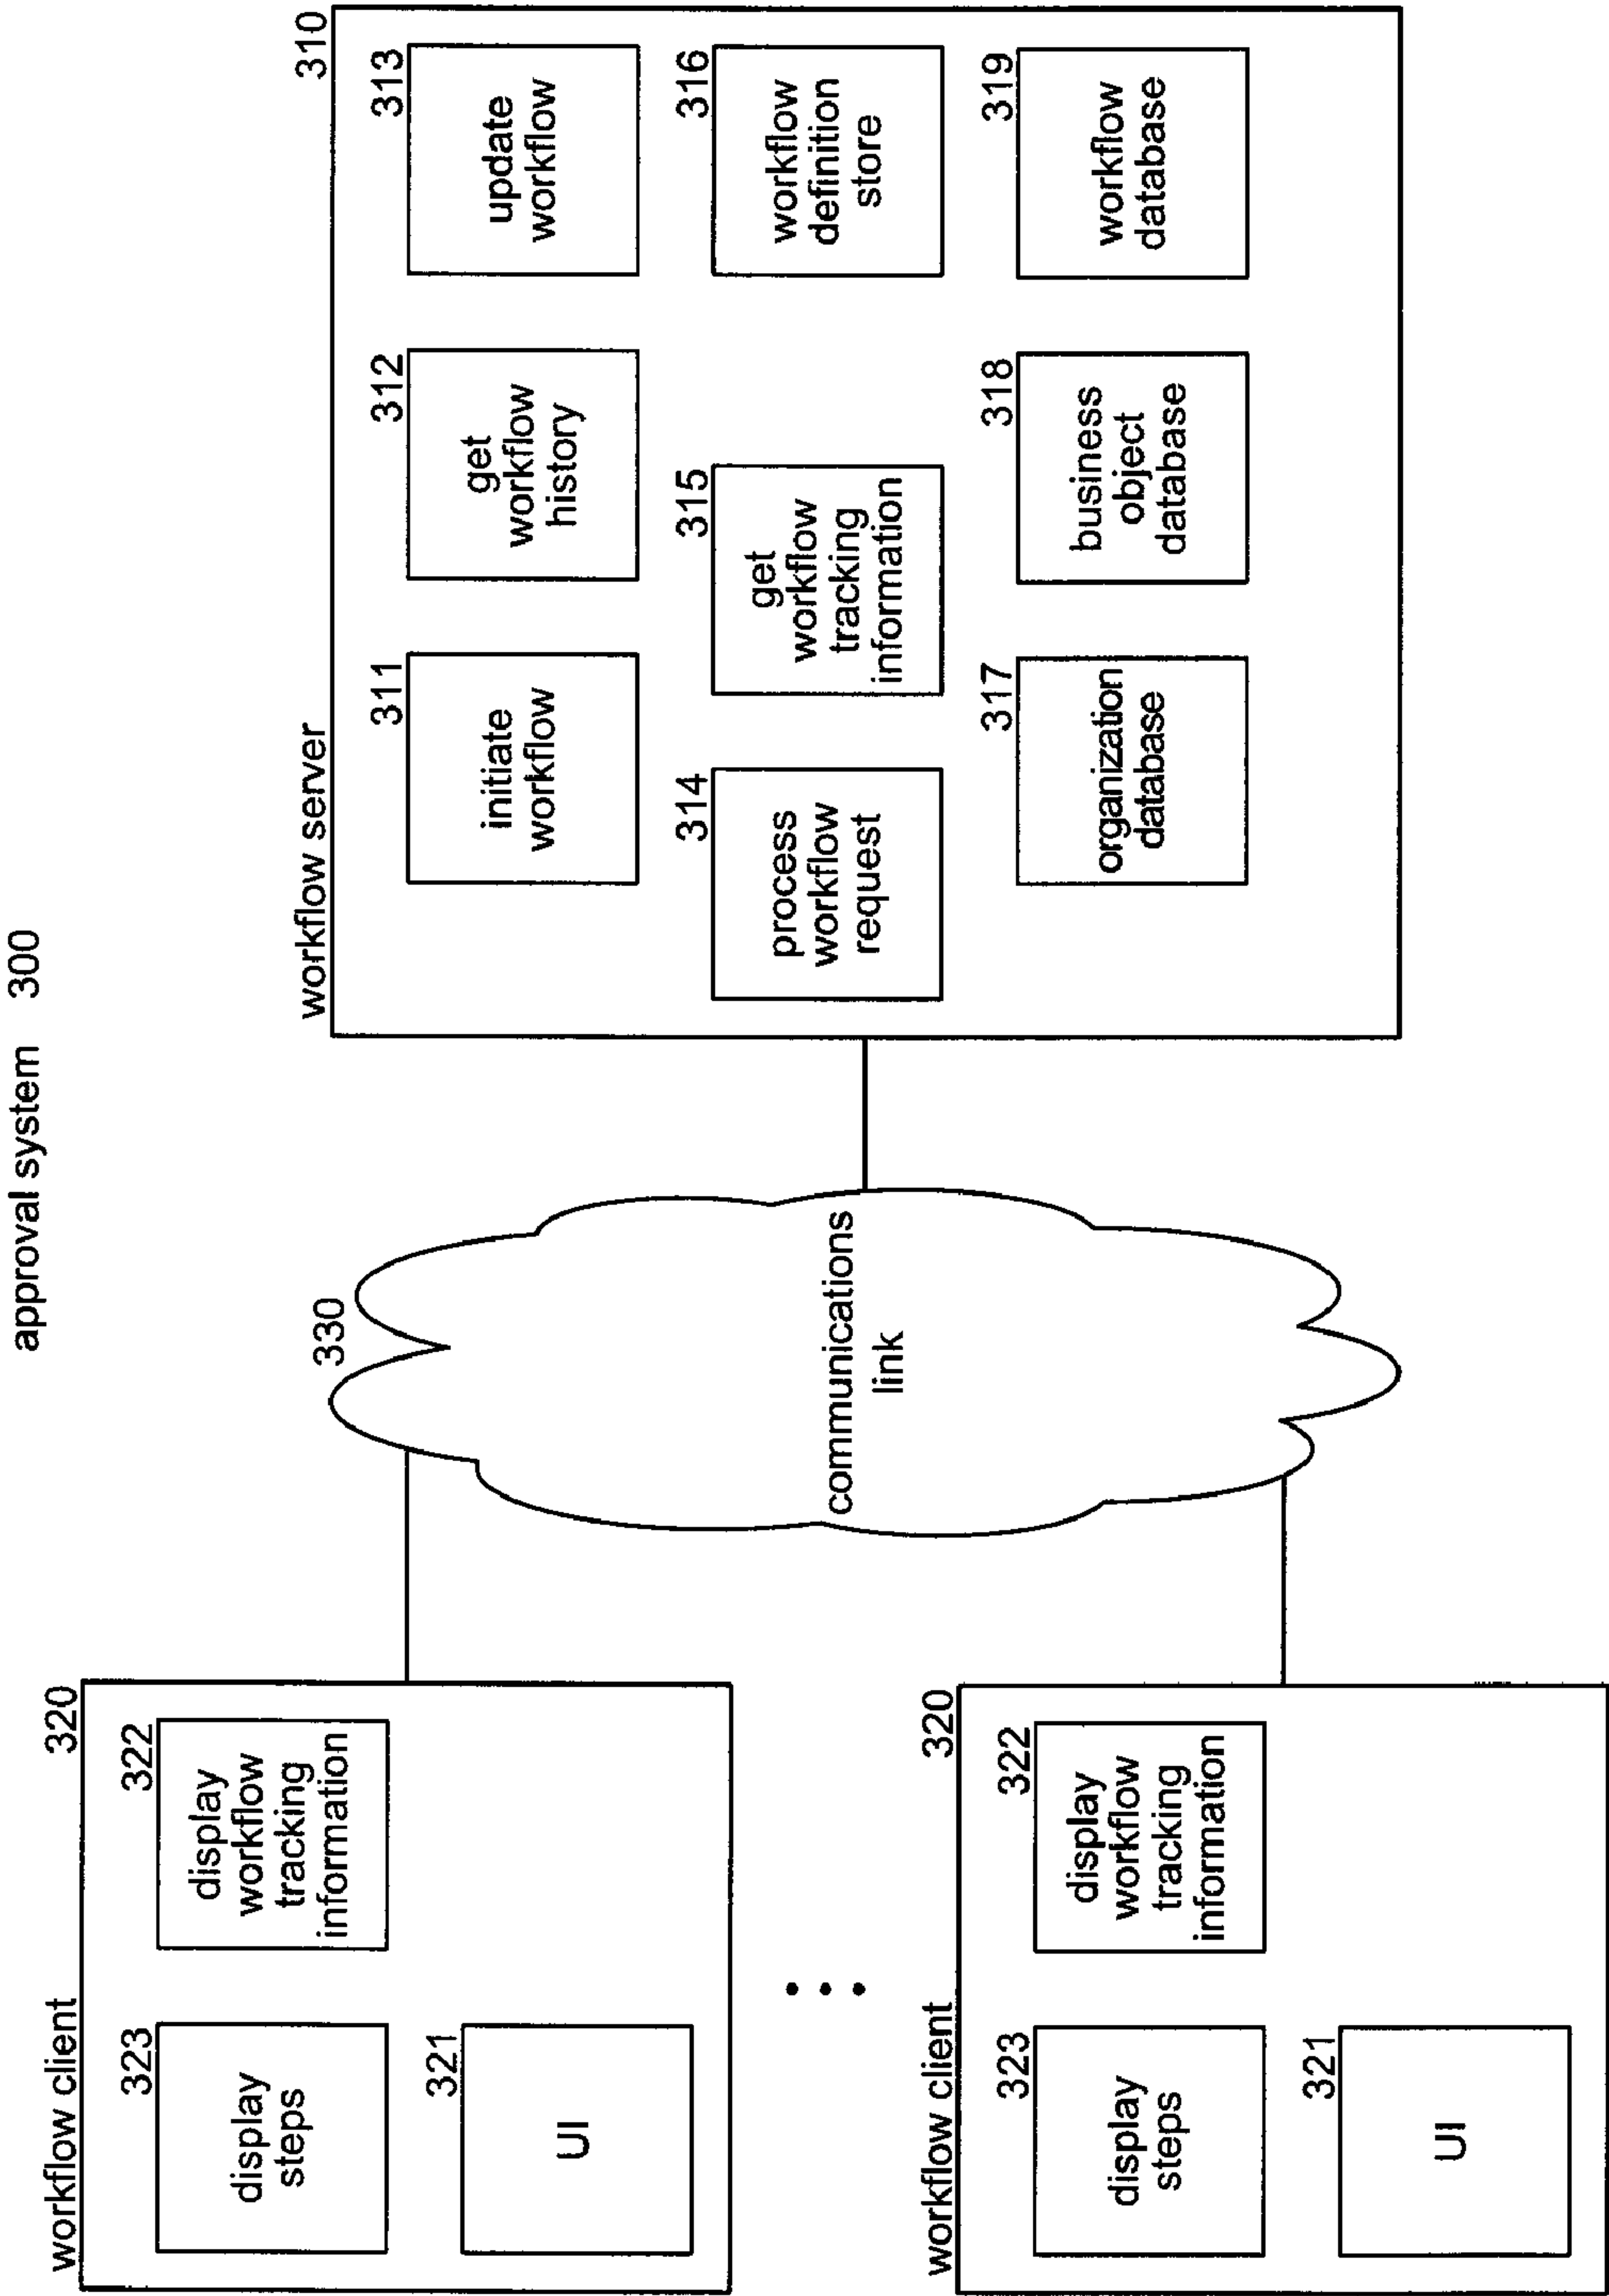 approval system 300
workflow client 320
323
display
steps
322
display
workflow
tracking
information
321
UI
workflow client 320
323
display
steps
322
display
workflow
tracking
information
321
UI
330
communications
link
workflow server 310
311
initiate
workflow
312
get
workflow
history
313
update
workflow
314
process
workflow
request
315
get
workflow
tracking
information
316
workflow
definition
store
317
organization
database
318
business
object
database
319
workflow
database